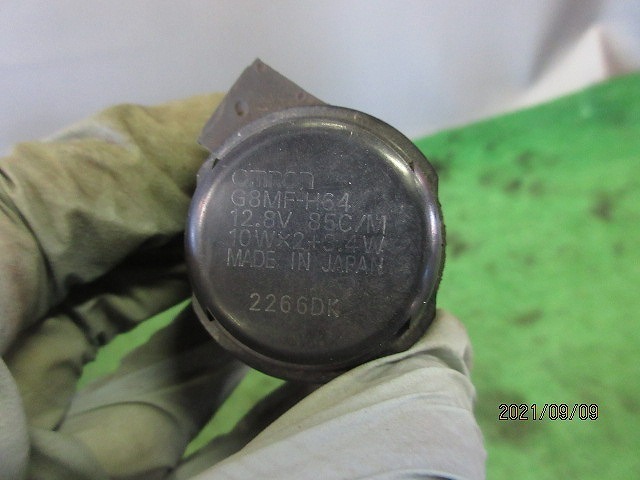 omron
G8MF-H64
12.8V 85C/M
10W×2+3.4W
MADE IN JAPAN
2266DK
2021/09/09